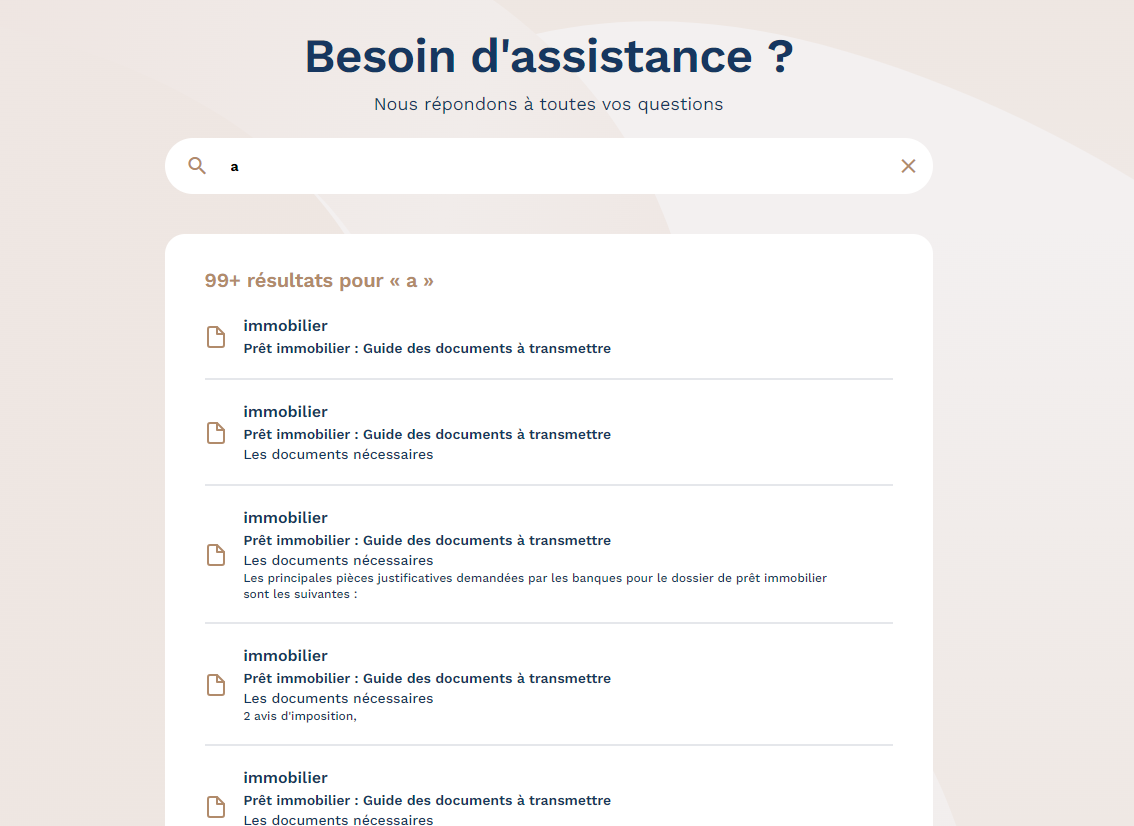 Besoin d'assistance ?
Nous répondons à toutes vos questions
a
99+ résultats pour « a »
immobilier
Prêt immobilier : Guide des documents à transmettre
immobilier
Prêt immobilier : Guide des documents à transmettre
Les documents nécessaires
immobilier
Prêt immobilier : Guide des documents à transmettre
Les documents nécessaires
Les principales pièces justificatives demandées par les banques pour le dossier de prêt immobilier
sont les suivantes :
immobilier
Prêt immobilier : Guide des documents à transmettre
Les documents nécessaires
2 avis d'imposition,
immobilier
Prêt immobilier : Guide des documents à transmettre
Les documents nécessaires